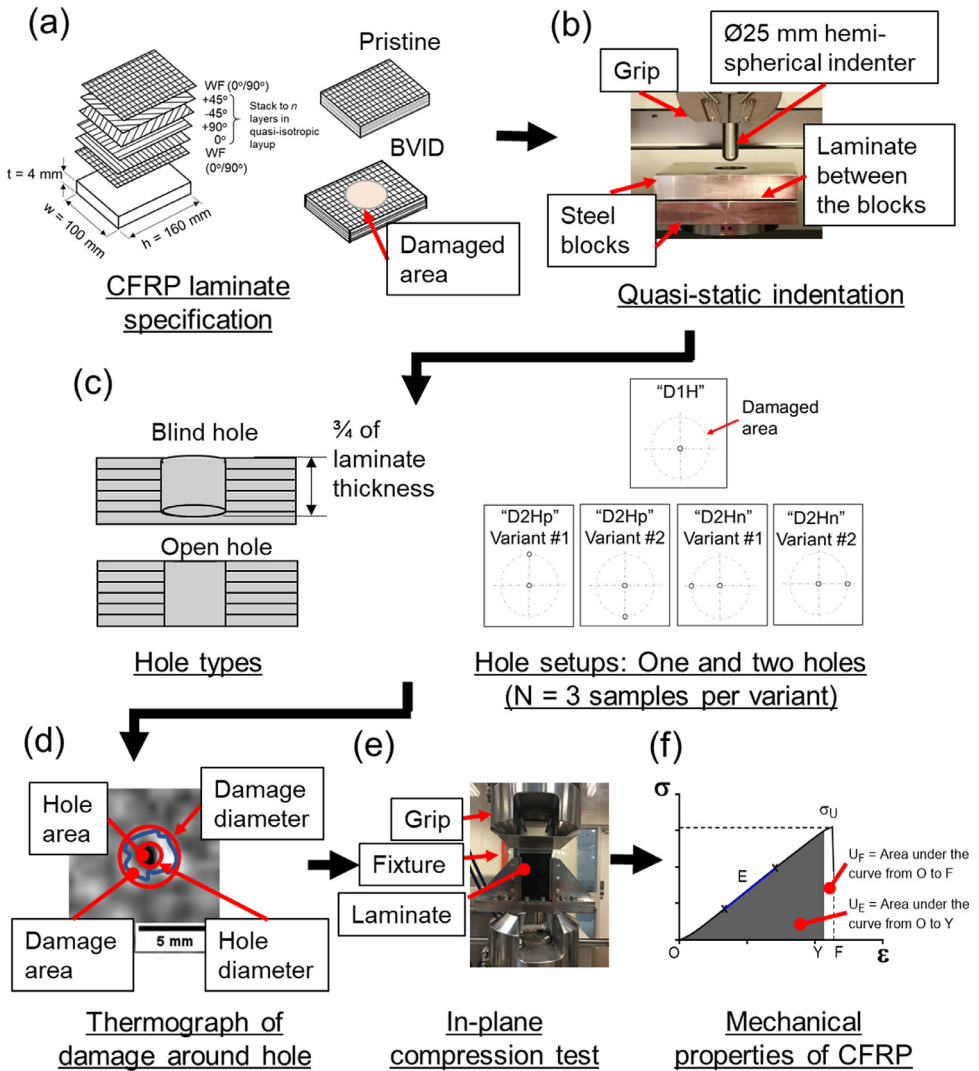 (a)
WF (0°/90°)
+45°
-45°
+90°
0°
WF
(0°/90°)
Stack to n
layers in
quasi-isotropic
layup
t = 4 mm
w = 100 mm
h = 160 mm
Pristine
BVID
Damaged
area
CFRP laminate
specification
(b)
Grip
Ø25 mm hemi-
spherical indenter
Laminate
between
the blocks
Steel
blocks
Quasi-static indentation
(c)
Blind hole
¾ of
laminate
thickness
Open hole
Hole types
"D1H"
Damaged
area
"D2Hp"
Variant #1
"D2Hp"
Variant #2
"D2Hn"
Variant #1
"D2Hn"
Variant #2
Hole setups: One and two holes
(N = 3 samples per variant)
(d)
Hole
area
Damage
diameter
Damage
area
5 mm
Hole
diameter
Thermograph of
damage around hole
(e)
Grip
Fixture
Laminate
In-plane
compression test
(f)
σ
σU
E
UF = Area under the
curve from O to F
UE = Area under the
curve from O to Y
O
Y
F
ε
Mechanical
properties of CFRP